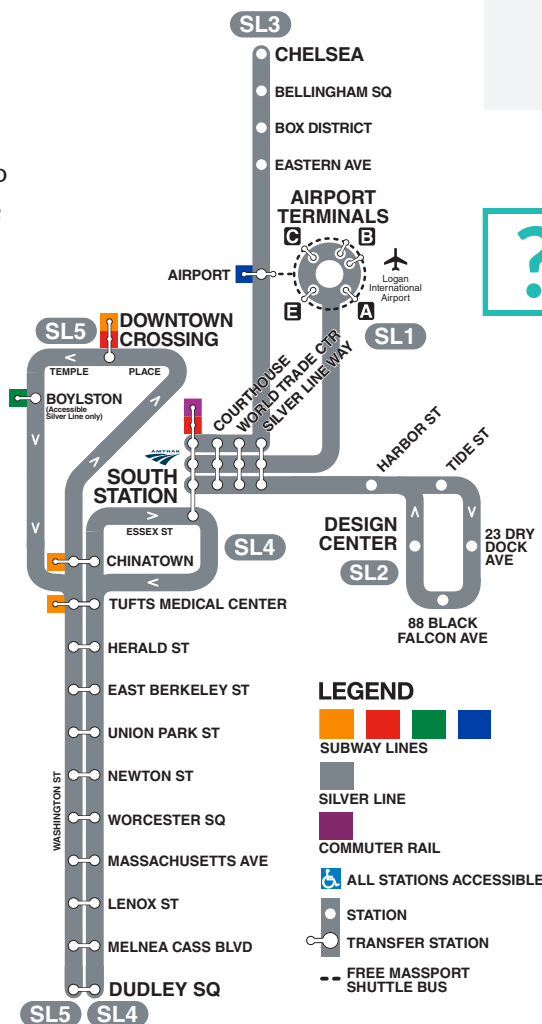 SL3
CHELSEA
BELLINGHAM SQ
BOX DISTRICT
EASTERN AVE
AIRPORT
TERMINALS
C
B
E
A
AIRPORT
Logan
International
Airport
SL1
?
SL5
DOWNTOWN
CROSSING
TEMPLE
PLACE
BOYLSTON
(Accessible
Silver Line only)
COURTHOUSE
WORLD TRADE CTR
SILVER LINE WAY
AMTRAK
SOUTH
STATION
ESSEX ST
SL4
HARBOR ST
TIDE ST
DESIGN
CENTER
SL2
23 DRY
DOCK
AVE
88 BLACK
FALCON AVE
CHINATOWN
TUFTS MEDICAL CENTER
HERALD ST
EAST BERKELEY ST
UNION PARK ST
NEWTON ST
WORCESTER SQ
MASSACHUSETTS AVE
LENOX ST
MELNEA CASS BLVD
DUDLEY SQ
WASHINGTON ST
SL5
SL4
LEGEND
SUBWAY LINES
SILVER LINE
COMMUTER RAIL
ALL STATIONS ACCESSIBLE
STATION
TRANSFER STATION
FREE MASSPORT
SHUTTLE BUS